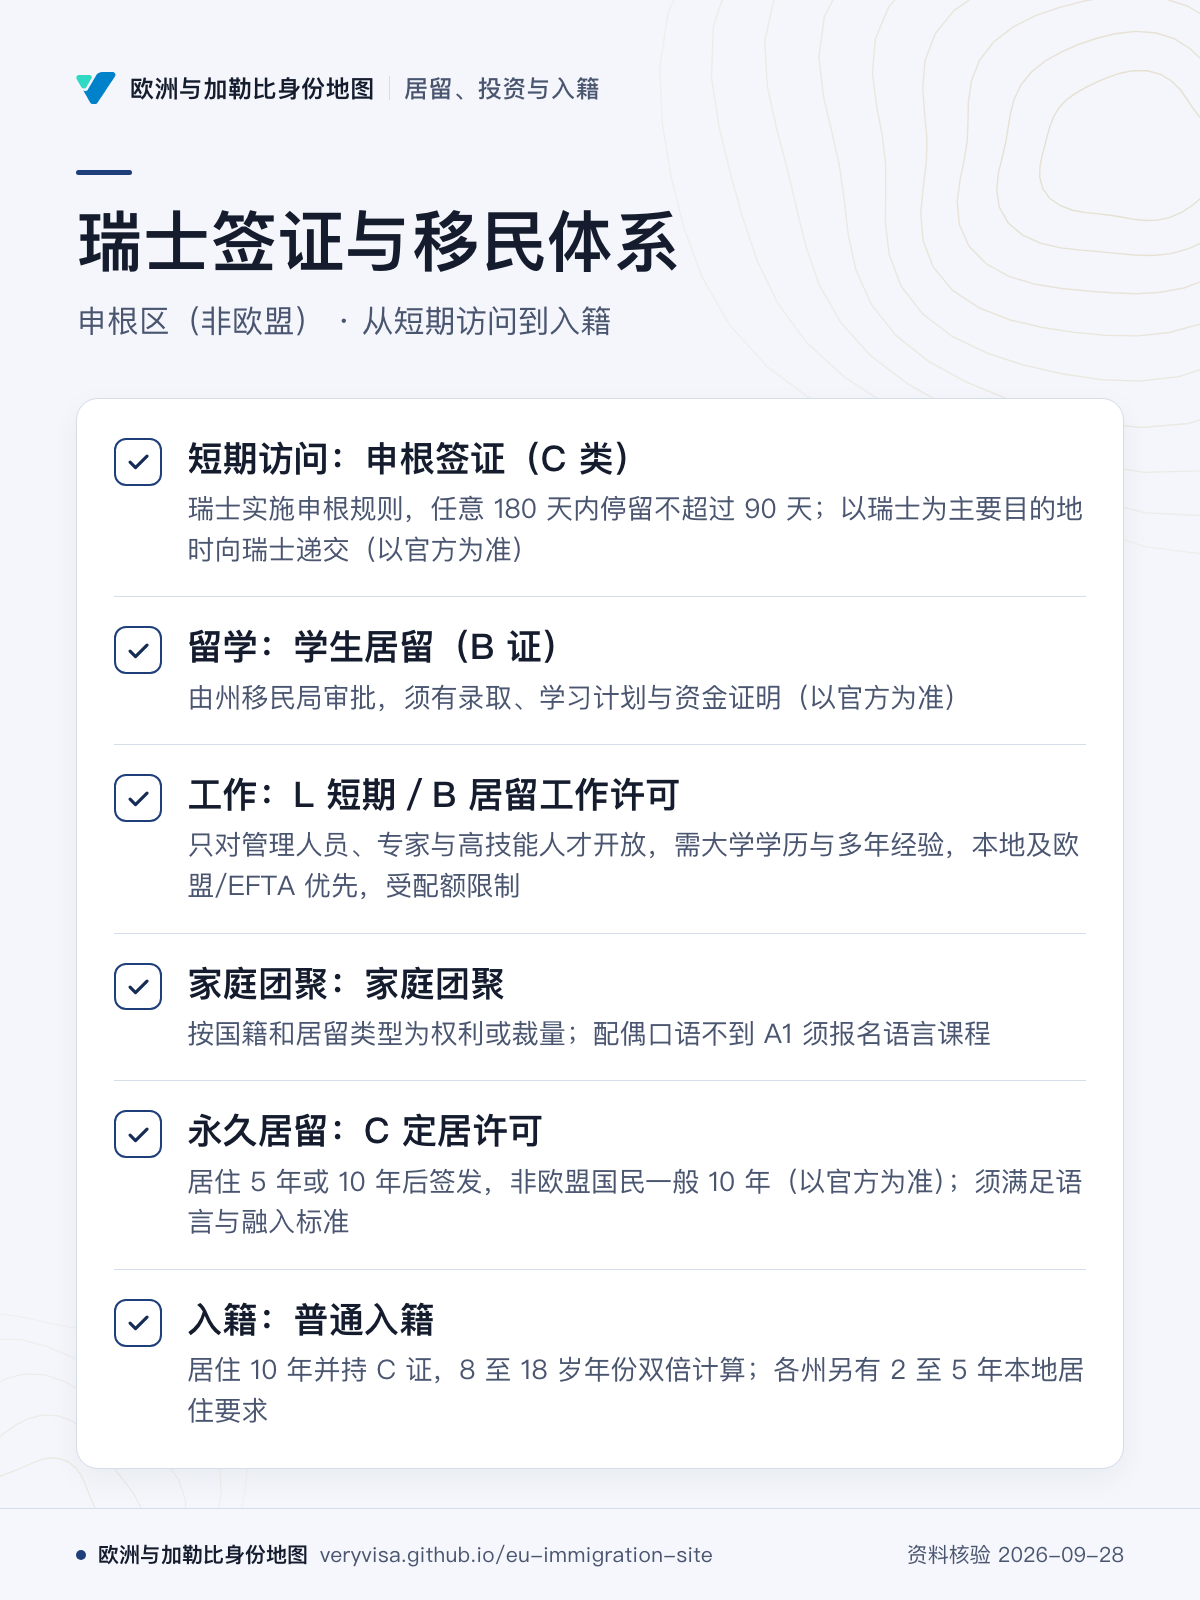 欧洲与加勒比身份地图 居留、投资与入籍
瑞士签证与移民体系
申根区（非欧盟） · 从短期访问到入籍
短期访问：申根签证（C 类）
瑞士实施申根规则，任意 180 天内停留不超过 90 天；以瑞士为主要目的地
时向瑞士递交（以官方为准）
留学：学生居留（B 证）
由州移民局审批，须有录取、学习计划与资金证明（以官方为准）
工作：L 短期 / B 居留工作许可
只对管理人员、专家与高技能人才开放，需大学学历与多年经验，本地及欧
盟/EFTA 优先，受配额限制
家庭团聚：家庭团聚
按国籍和居留类型为权利或裁量；配偶口语不到 A1 须报名语言课程
永久居留：C 定居许可
居住 5 年或 10 年后签发，非欧盟国民一般 10 年（以官方为准）；须满足语
言与融入标准
入籍：普通入籍
居住 10 年并持 C 证，8 至 18 岁年份双倍计算；各州另有 2 至 5 年本地居
住要求
欧洲与加勒比身份地图 veryvisa.github.io/eu-immigration-site 资料核验 2026-09-28